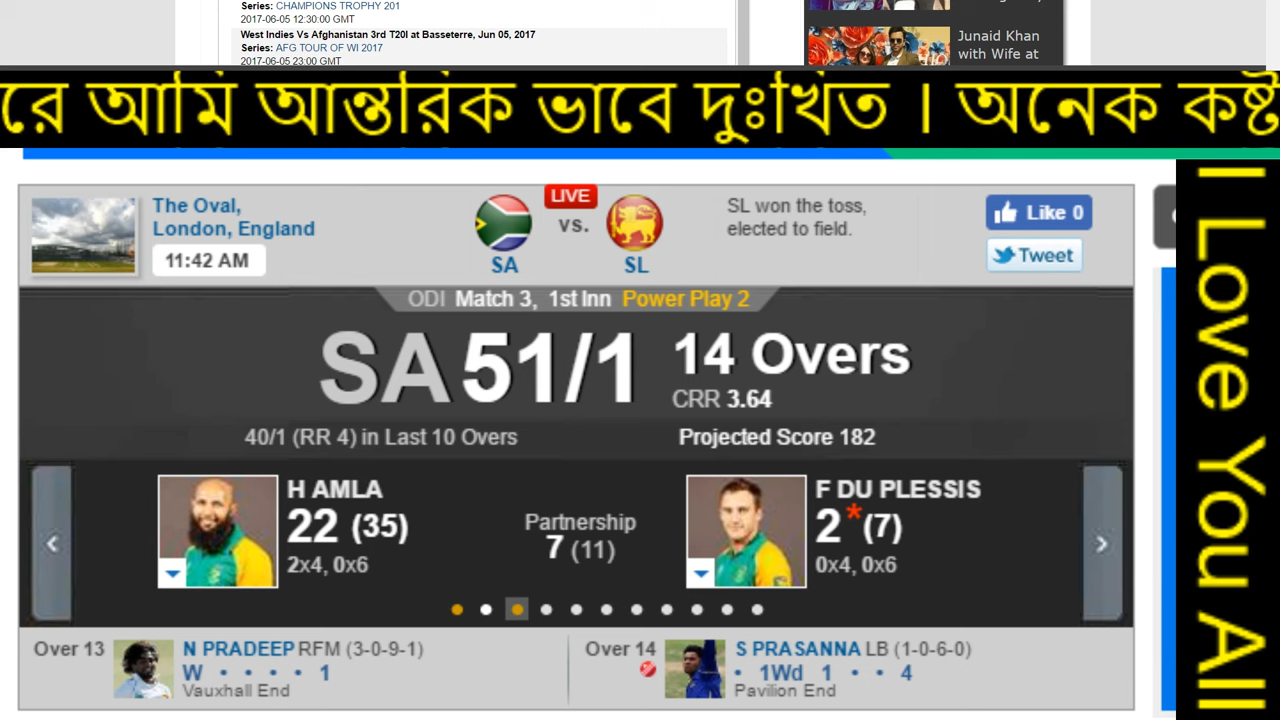 Series: CHAMPIONS TROPHY 201
2017-06-05 12:30:00 GMT
West Indies Vs Afghanistan 3rd T20I at Basseterre, Jun 05, 2017
Series: AFG TOUR OF WI 2017
2017-06-05 23:00 GMT
Junaid Khan
with Wife at
রে আমি আন্তরিক ভাবে দুঃখিত । অনেক কষ্ট
I Love You All
The Oval,
London, England
11:42 AM
LIVE
vs.
SA
SL
SL won the toss,
elected to field.
Like 0
Tweet
ODI Match 3, 1st Inn Power Play 2
SA 51/1 14 Overs
CRR 3.64
40/1 (RR 4) in Last 10 Overs
Projected Score 182
H AMLA
22 (35)
2x4, 0x6
Partnership
7 (11)
F DU PLESSIS
2* (7)
0x4, 0x6
Over 13
N PRADEEP RFM (3-0-9-1)
W • • • • 1
Vauxhall End
Over 14
S PRASANNA LB (1-0-6-0)
• 1Wd 1 • • 4
Pavilion End